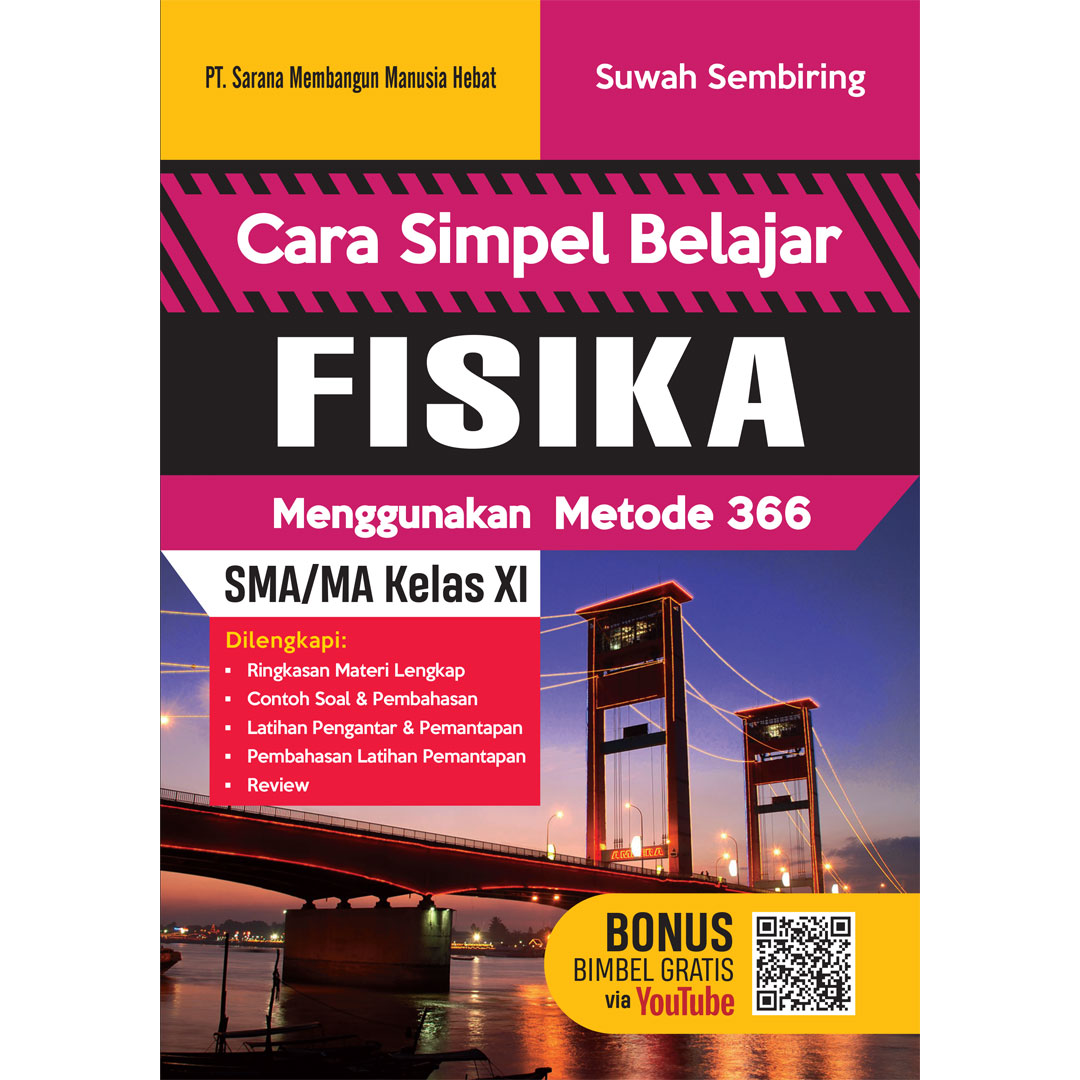 PT. Sarana Membangun Manusia Hebat
Suwah Sembiring
Cara Simpel Belajar
FISIKA
Menggunakan Metode 366
SMA/MA Kelas XI
Dilengkapi:
▪ Ringkasan Materi Lengkap
▪ Contoh Soal & Pembahasan
▪ Latihan Pengantar & Pemantapan
▪ Pembahasan Latihan Pemantapan
▪ Review
AMPERA
BONUS
BIMBEL GRATIS
via YouTube